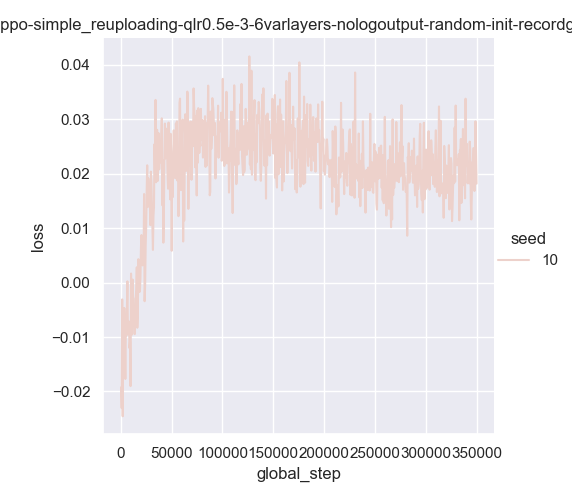 ppo-simple_reuploading-qlr0.5e-3-6varlayers-nologoutput-random-init-recordg
0.04
0.03
0.02
0.01
0.00
−0.01
−0.02
loss
seed
10
0 50000 100000 150000 200000 250000 300000 350000
global_step